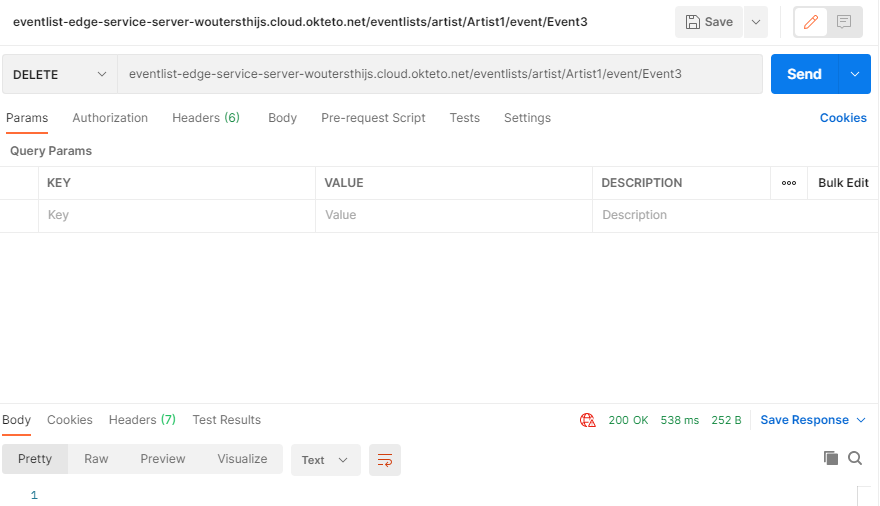 eventlist-edge-service-server-woutersthijs.cloud.okteto.net/eventlists/artist/Artist1/event/Event3 Save
DELETE eventlist-edge-service-server-woutersthijs.cloud.okteto.net/eventlists/artist/Artist1/event/Event3 Send
Params Authorization Headers (6) Body Pre-request Script Tests Settings Cookies
Query Params
KEY VALUE DESCRIPTION ooo Bulk Edit
Key Value Description
Body Cookies Headers (7) Test Results 200 OK 538 ms 252 B Save Response
Pretty Raw Preview Visualize Text
1